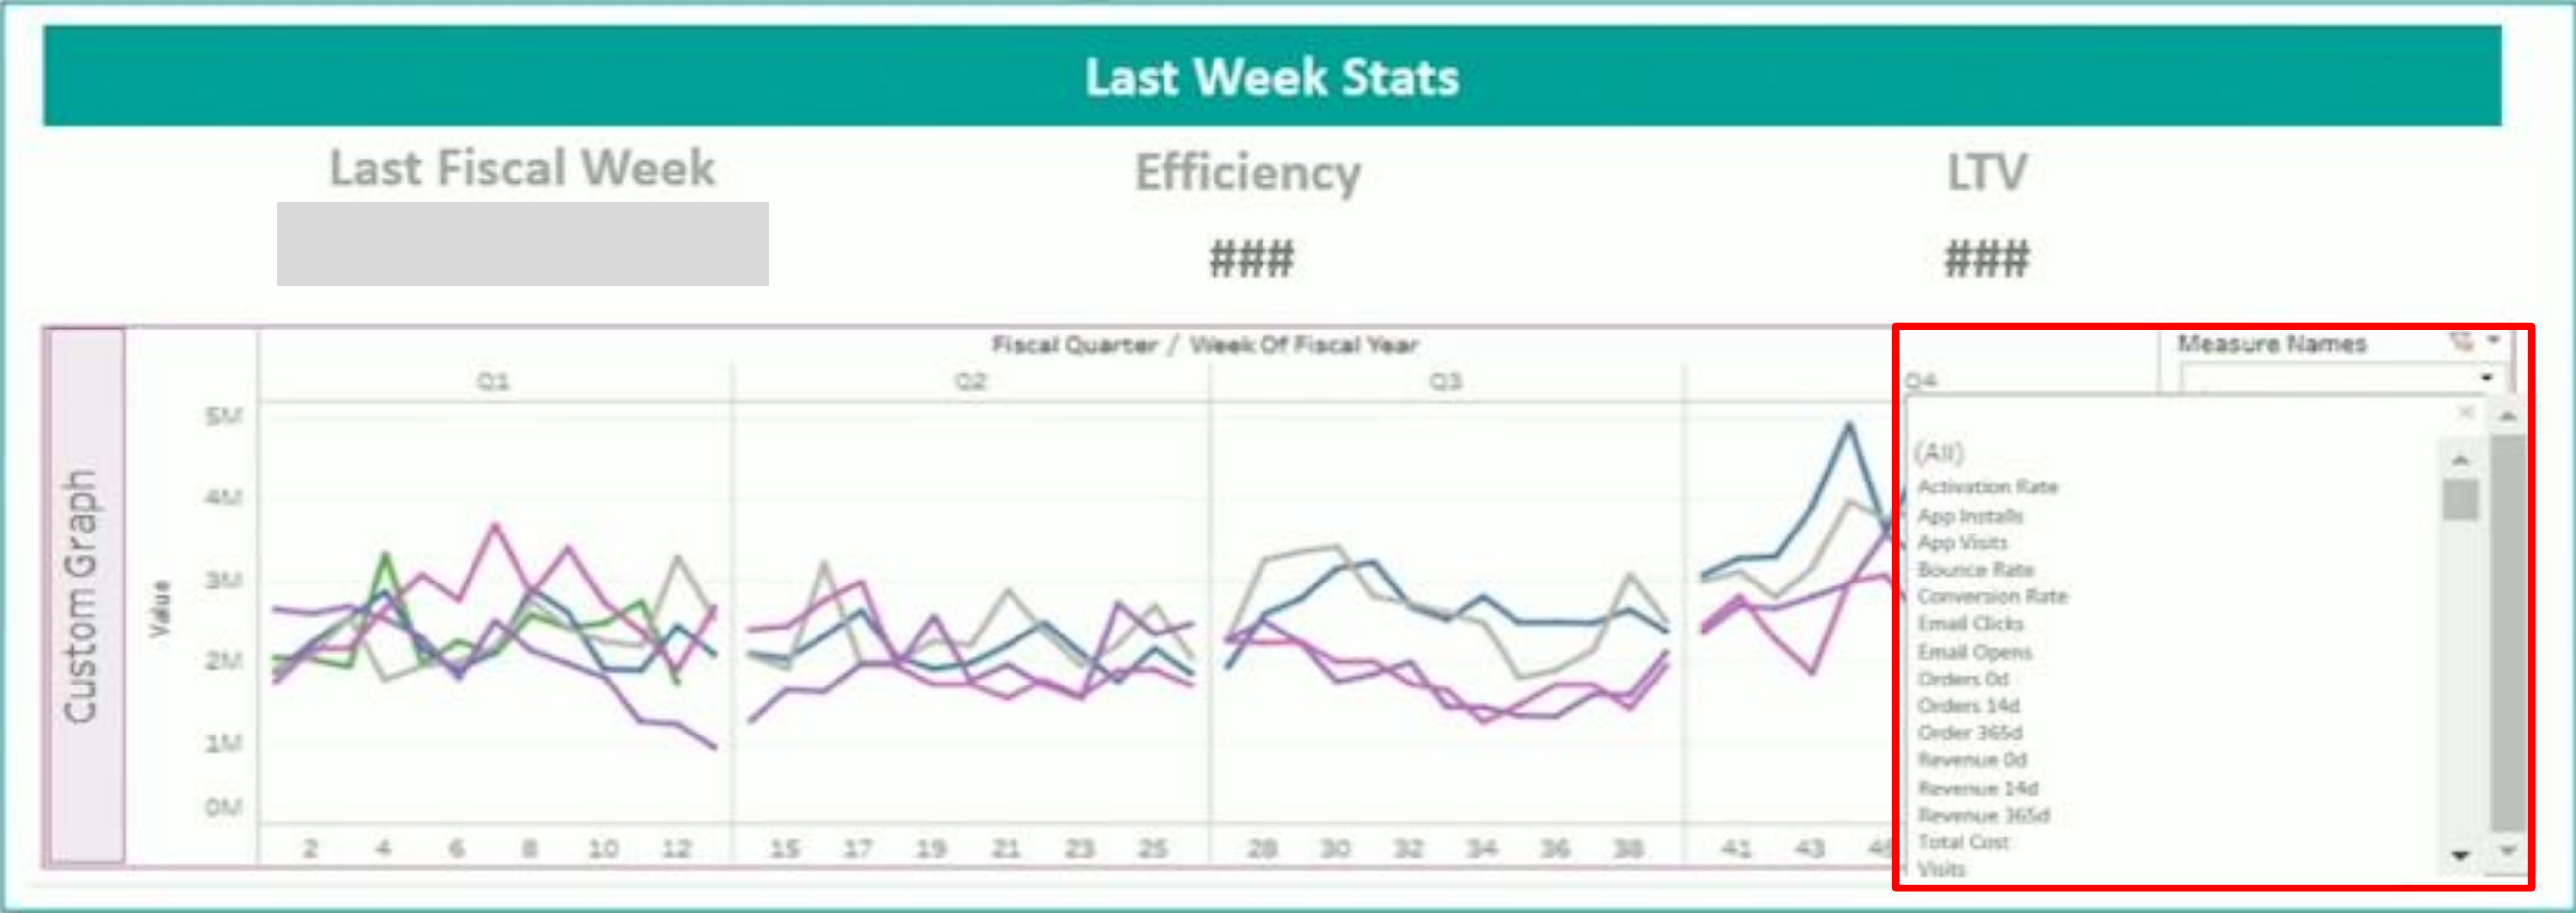 Last Week Stats
Last Fiscal Week
Efficiency
LTV
###
###
Fiscal Quarter / Week Of Fiscal Year
Measure Names
Q1
Q2
Q3
Q4
Custom Graph
Value
5M
4M
3M
2M
1M
0M
2 4 6 8 10 12 15 17 19 21 23 25 28 30 32 34 36 38 41 43
(All)
Activation Rate
App Installs
App Visits
Bounce Rate
Conversion Rate
Email Clicks
Email Opens
Orders 0d
Orders 14d
Order 365d
Revenue 0d
Revenue 14d
Revenue 365d
Total Cost
Visits